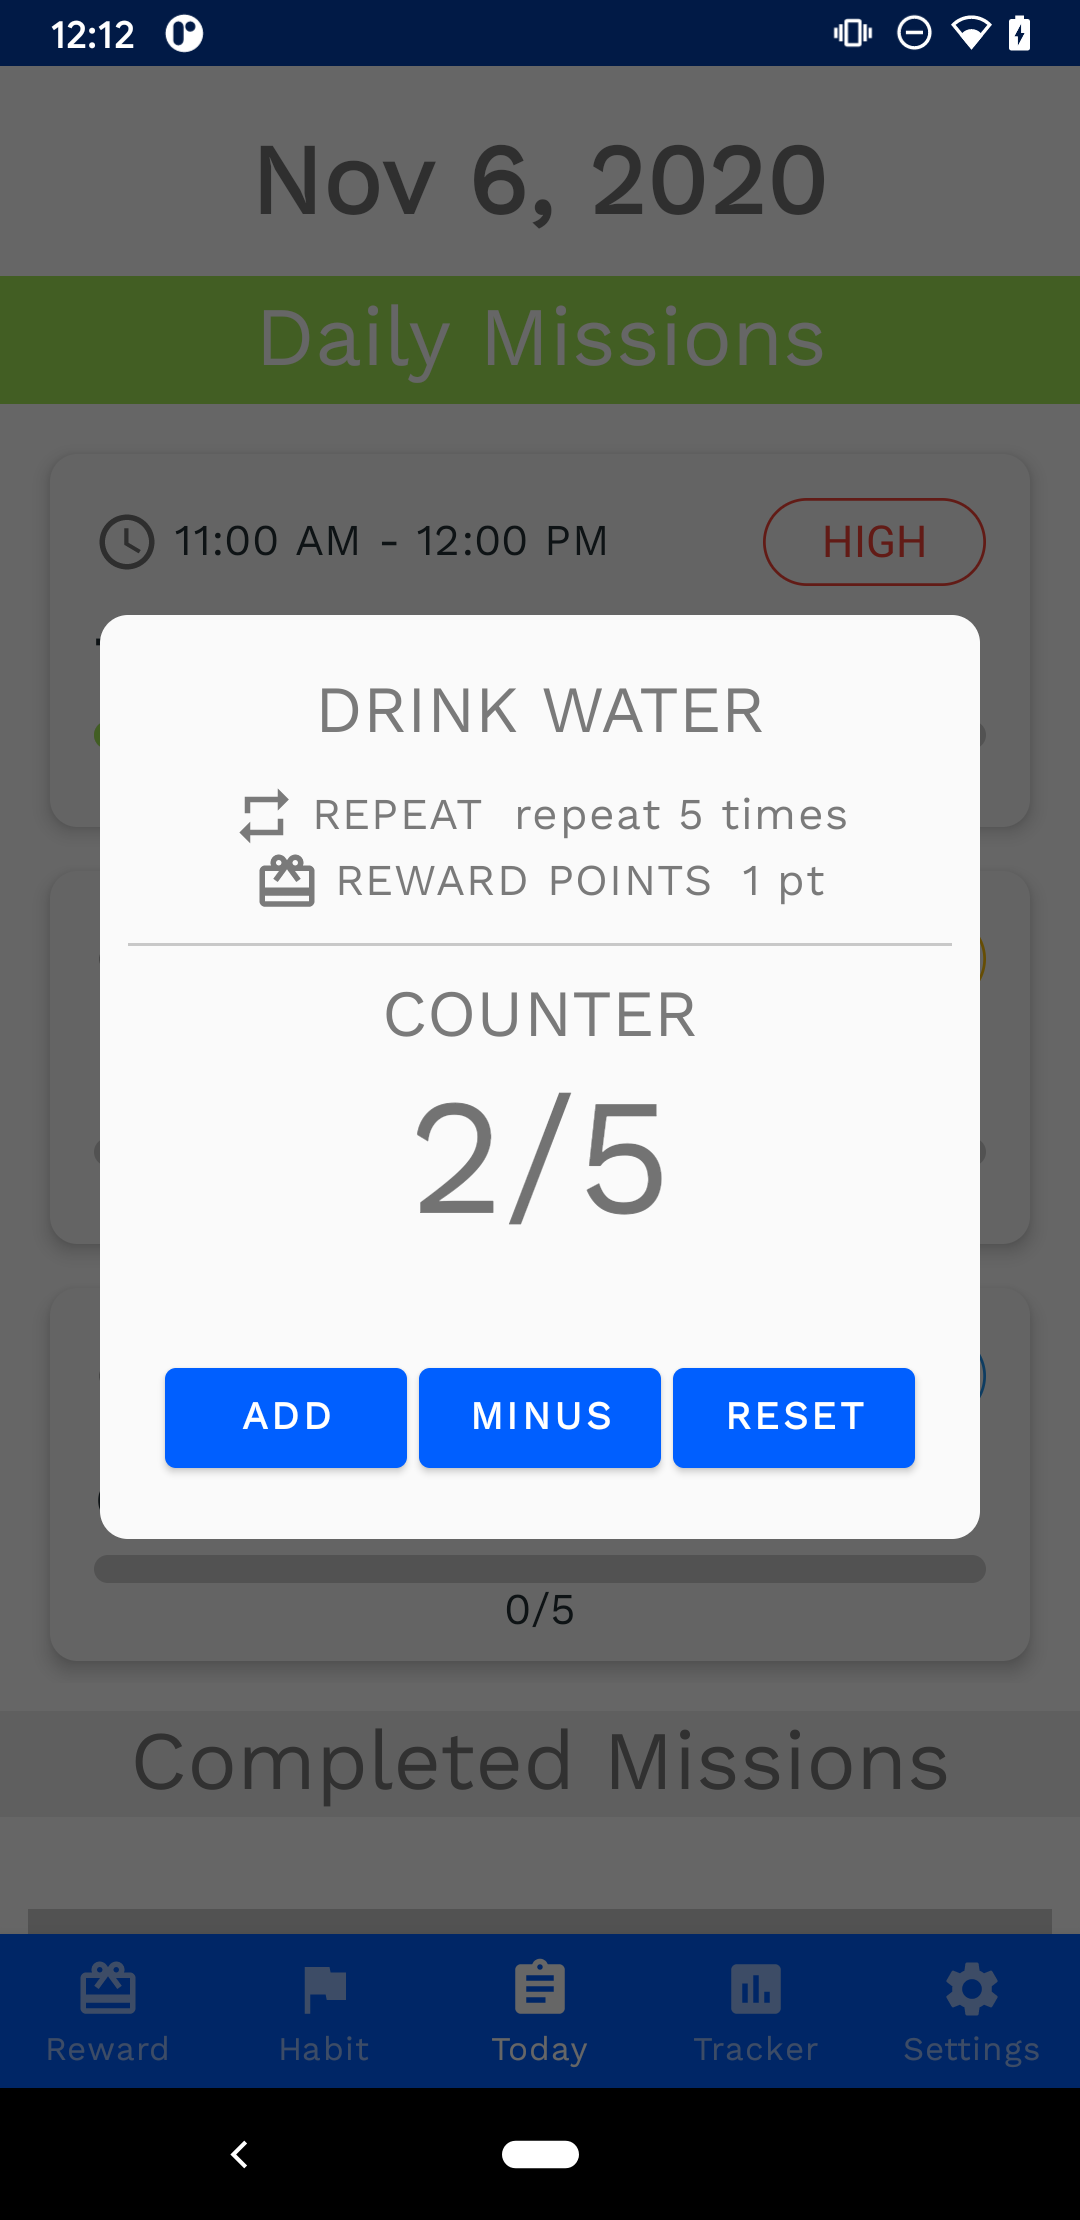 12:12
Nov 6, 2020
Daily Missions
11:00 AM - 12:00 PM
HIGH
DRINK WATER
REPEAT repeat 5 times
REWARD POINTS 1 pt
COUNTER
2/5
ADD MINUS RESET
0/5
Completed Missions
Reward Habit Today Tracker Settings